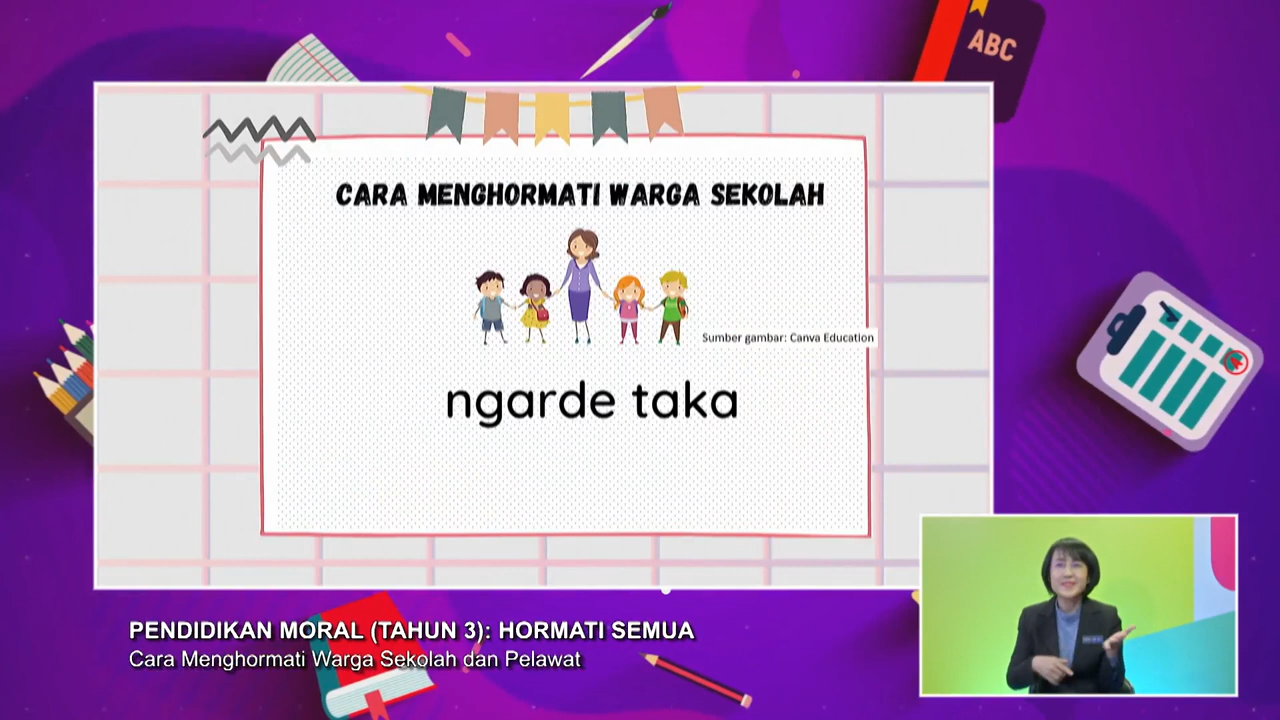 ABC
CARA MENGHORMATI WARGA SEKOLAH
Sumber gambar: Canva Education
ngarde taka
PENDIDIKAN MORAL (TAHUN 3): HORMATI SEMUA
Cara Menghormati Warga Sekolah dan Pelawat